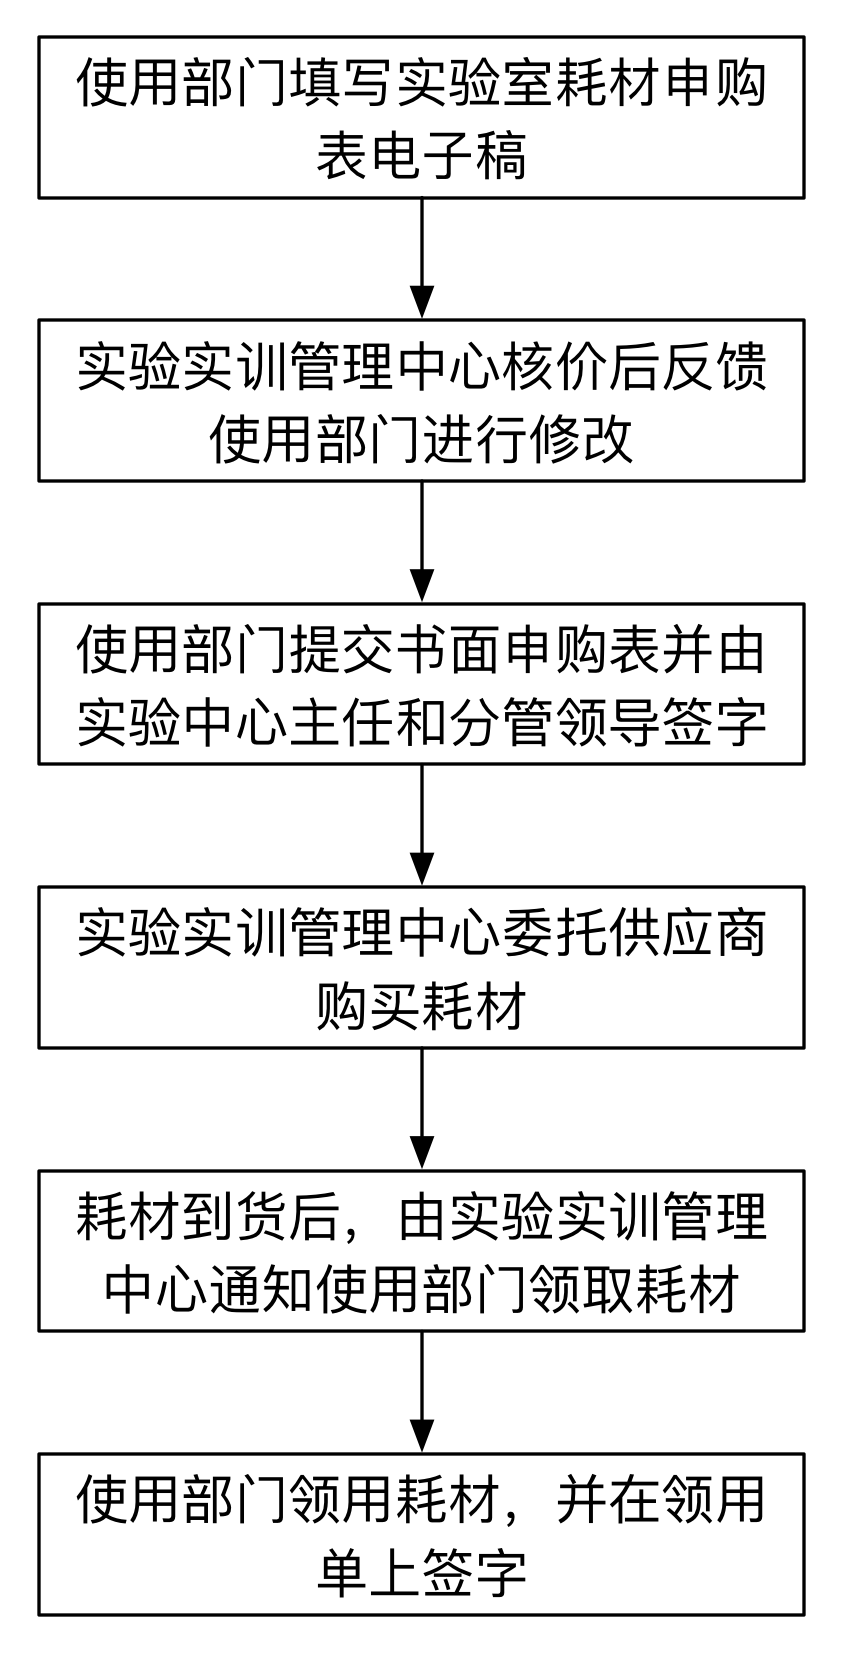 使用部门填写实验室耗材申购
表电子稿
实验实训管理中心核价后反馈
使用部门进行修改
使用部门提交书面申购表并由
实验中心主任和分管领导签字
实验实训管理中心委托供应商
购买耗材
耗材到货后，由实验实训管理
中心通知使用部门领取耗材
使用部门领用耗材，并在领用
单上签字